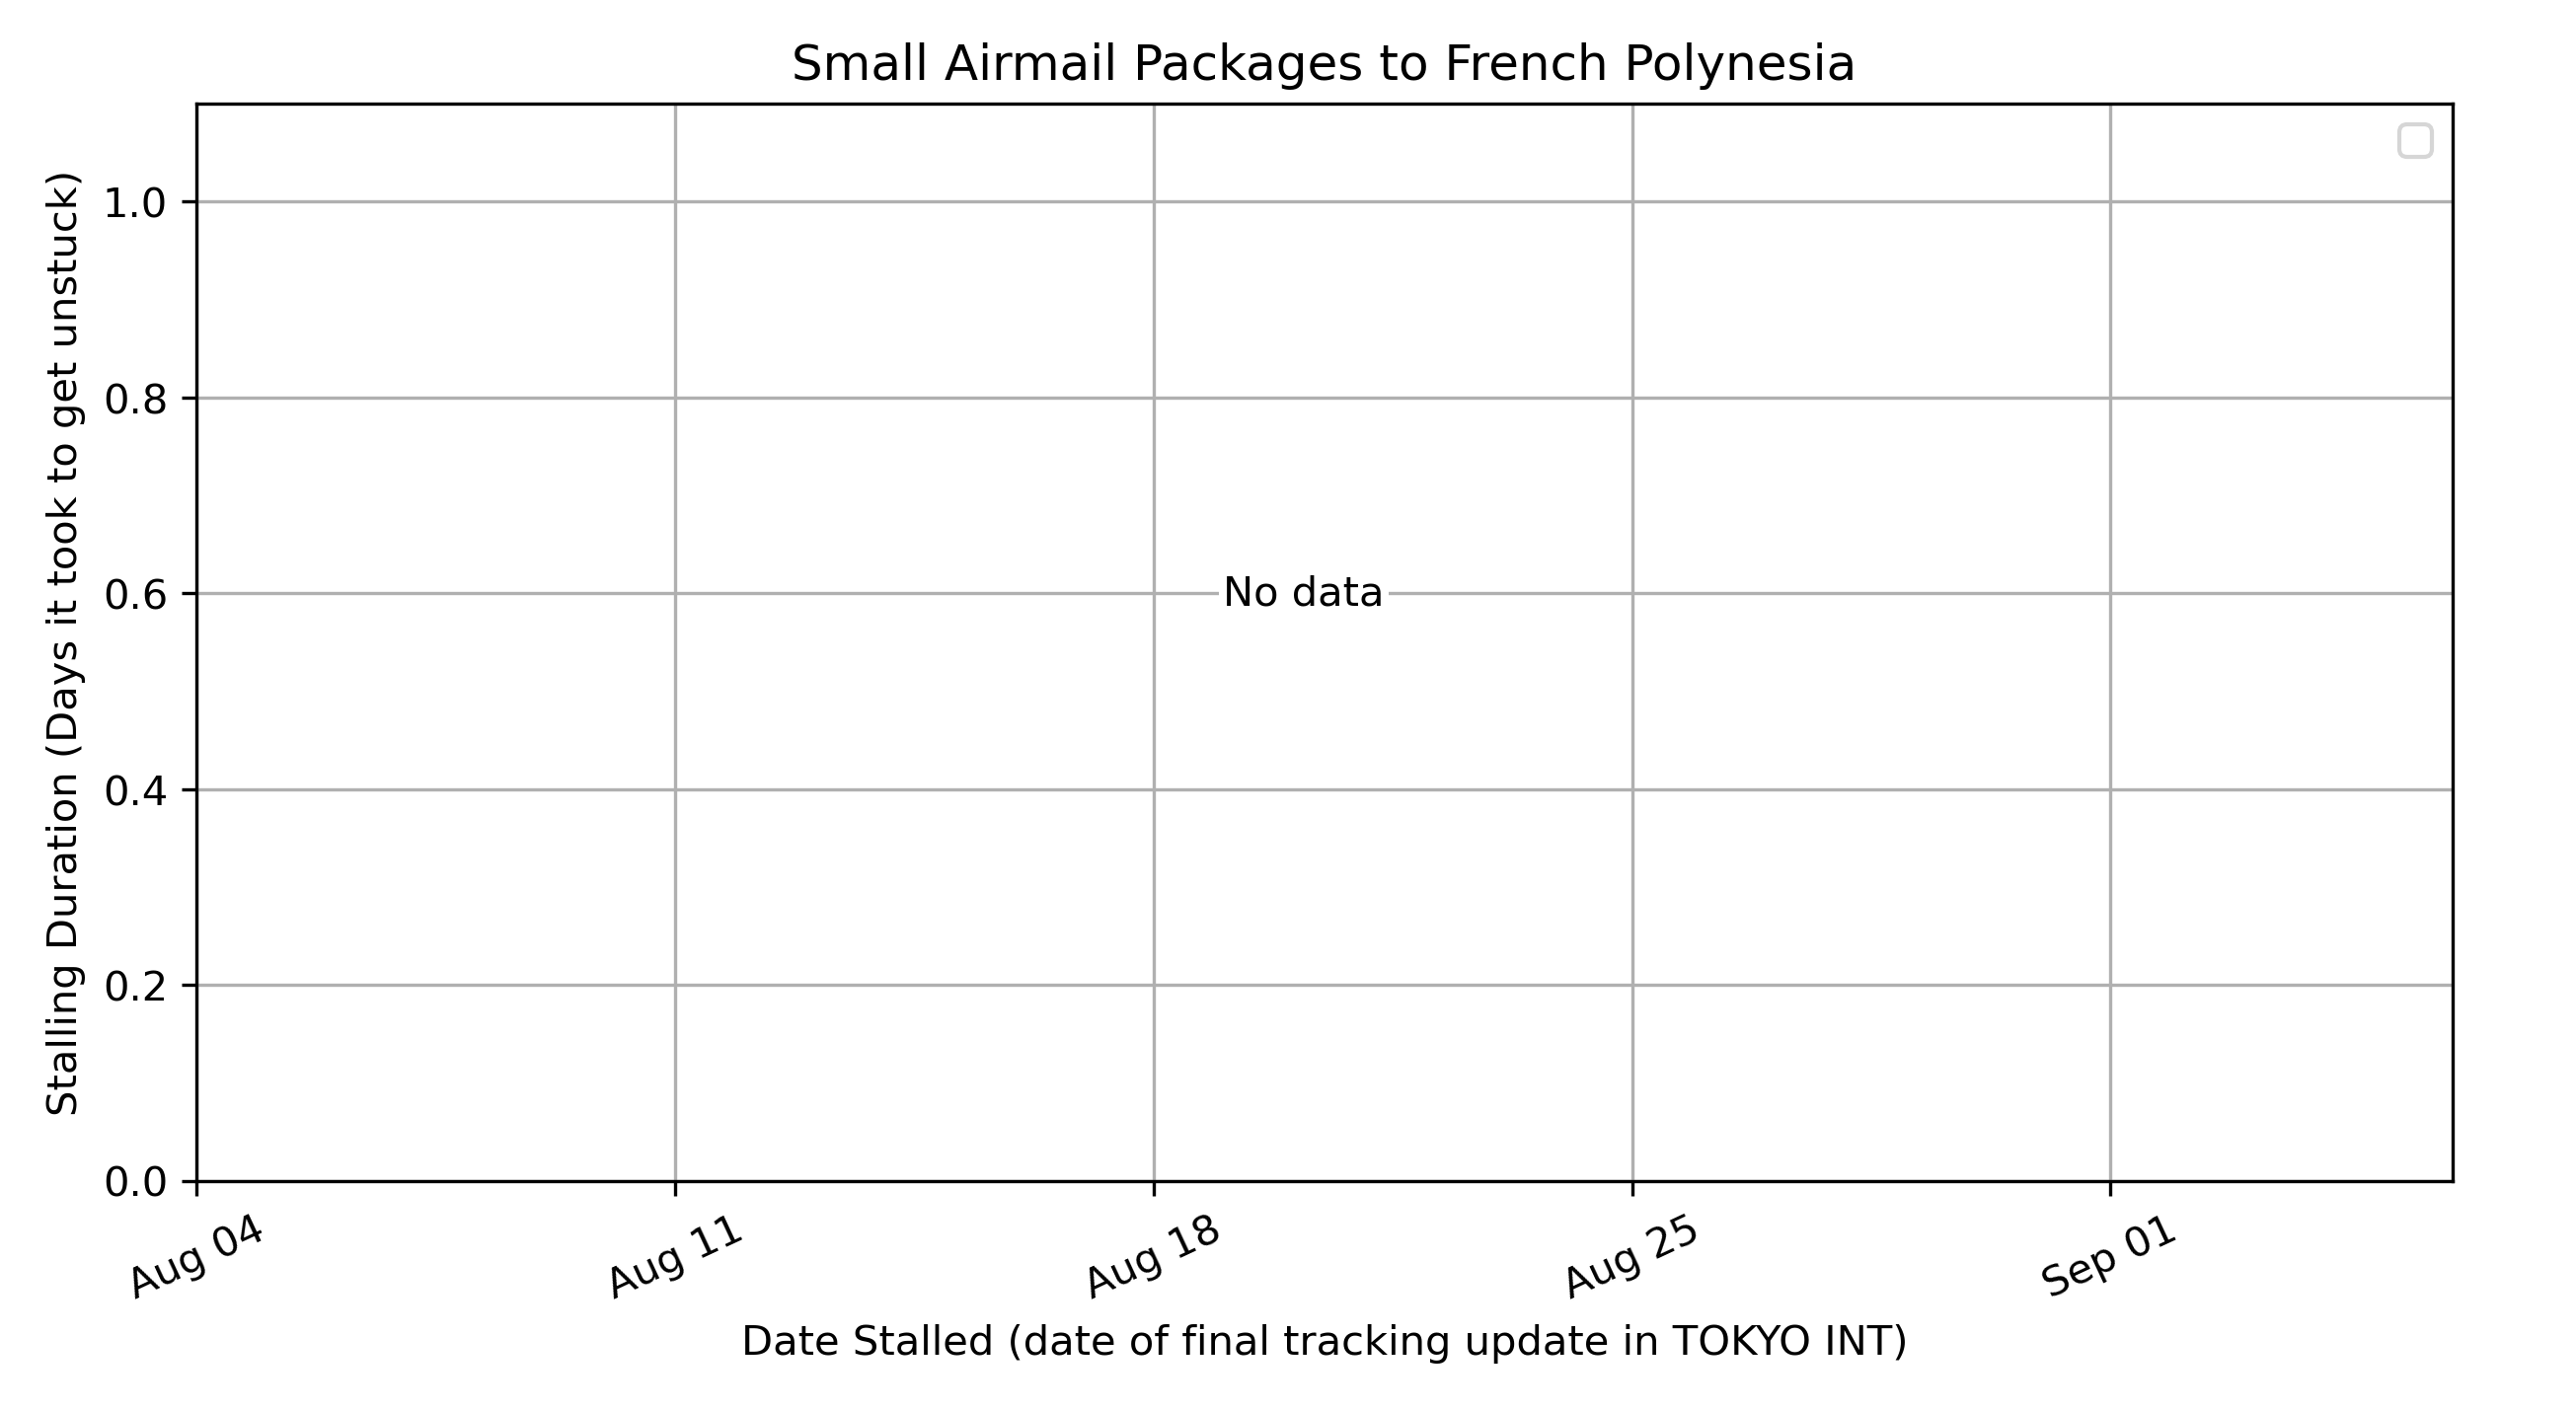 Small Airmail Packages to French Polynesia
Stalling Duration (Days it took to get unstuck)
1.0
0.8
0.6
0.4
0.2
0.0
No data
Aug 04
Aug 11
Aug 18
Aug 25
Sep 01
Date Stalled (date of final tracking update in TOKYO INT)